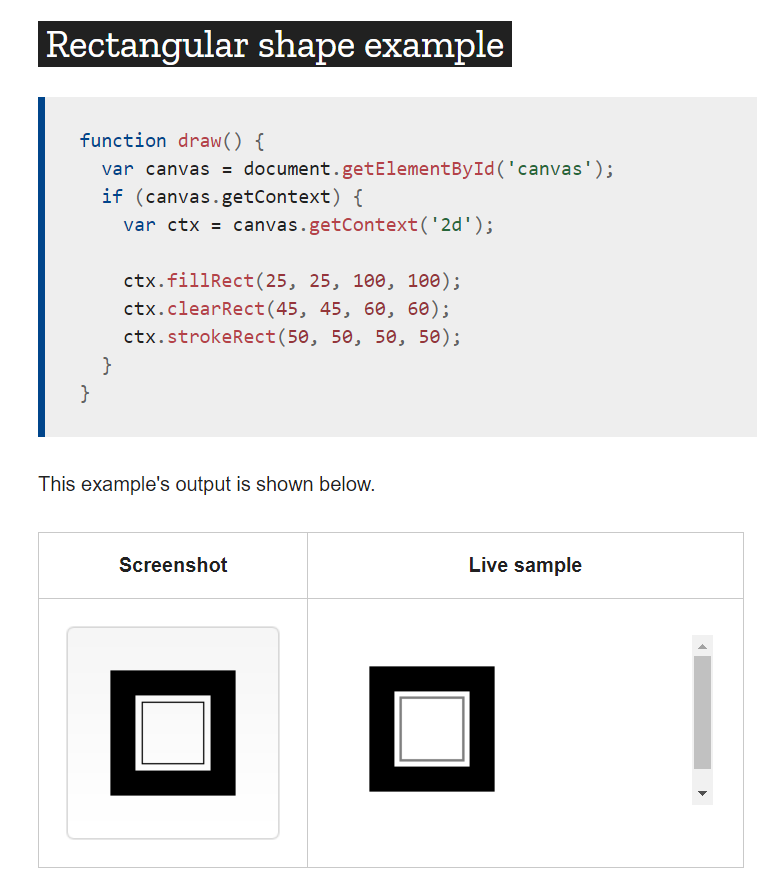 Rectangular shape example
function draw() {
  var canvas = document.getElementById('canvas');
  if (canvas.getContext) {
    var ctx = canvas.getContext('2d');

    ctx.fillRect(25, 25, 100, 100);
    ctx.clearRect(45, 45, 60, 60);
    ctx.strokeRect(50, 50, 50, 50);
  }
}
This example's output is shown below.
Screenshot Live sample